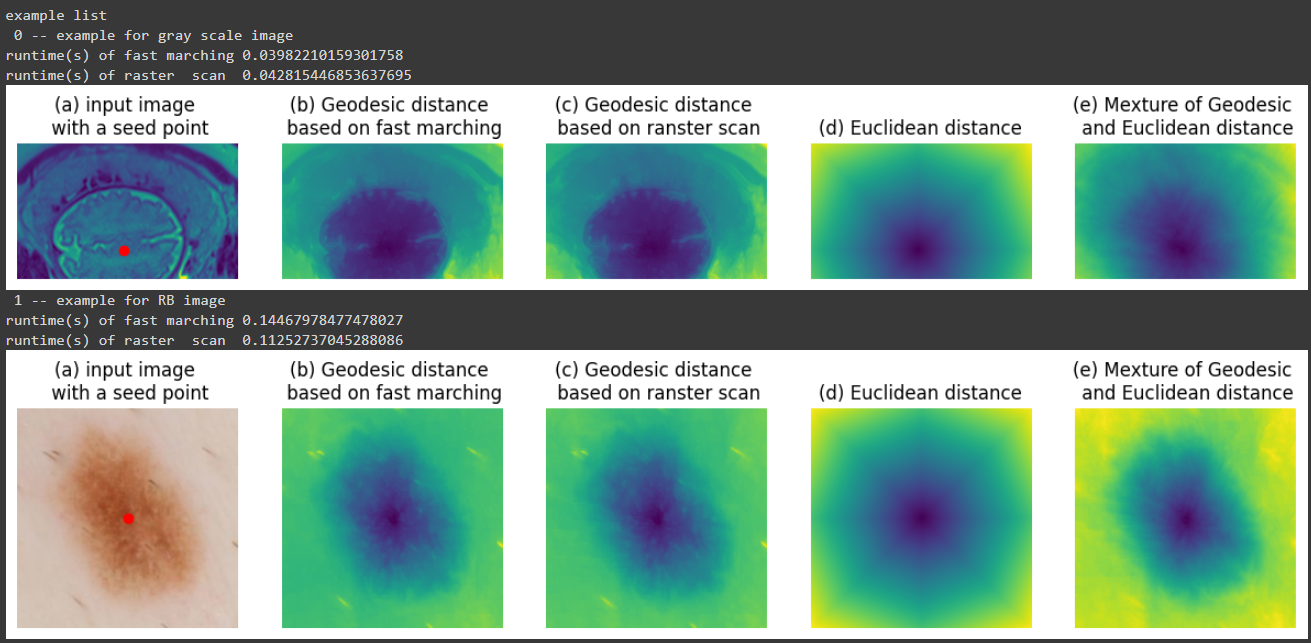 example list
0 -- example for gray scale image
runtime(s) of fast marching 0.03982210159301758
runtime(s) of raster  scan  0.042815446853637695
(a) input image
with a seed point
(b) Geodesic distance
based on fast marching
(c) Geodesic distance
based on ranster scan
(d) Euclidean distance
(e) Mexture of Geodesic
and Euclidean distance
1 -- example for RB image
runtime(s) of fast marching 0.14467978477478027
runtime(s) of raster  scan  0.11252737045288086
(a) input image
with a seed point
(b) Geodesic distance
based on fast marching
(c) Geodesic distance
based on ranster scan
(d) Euclidean distance
(e) Mexture of Geodesic
and Euclidean distance